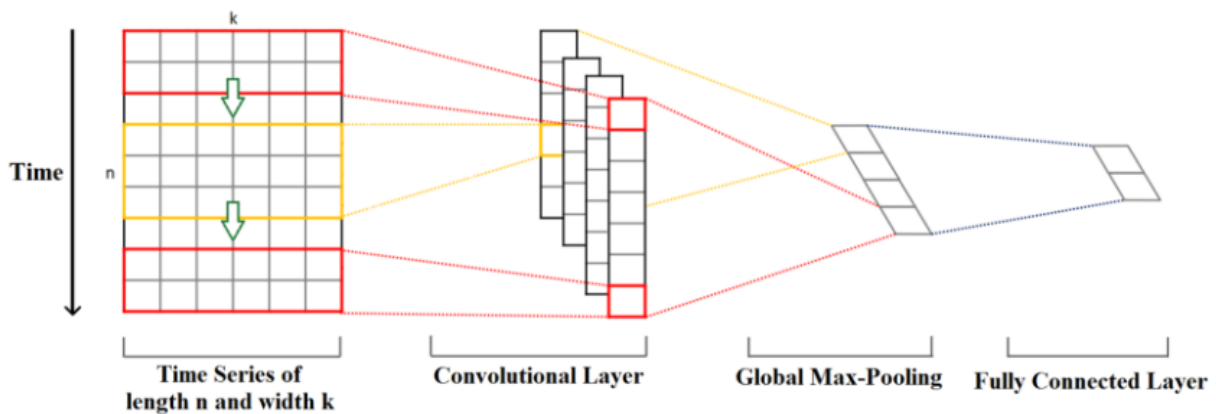 k
Time
n
Time Series of
length n and width k
Convolutional Layer
Global Max-Pooling
Fully Connected Layer